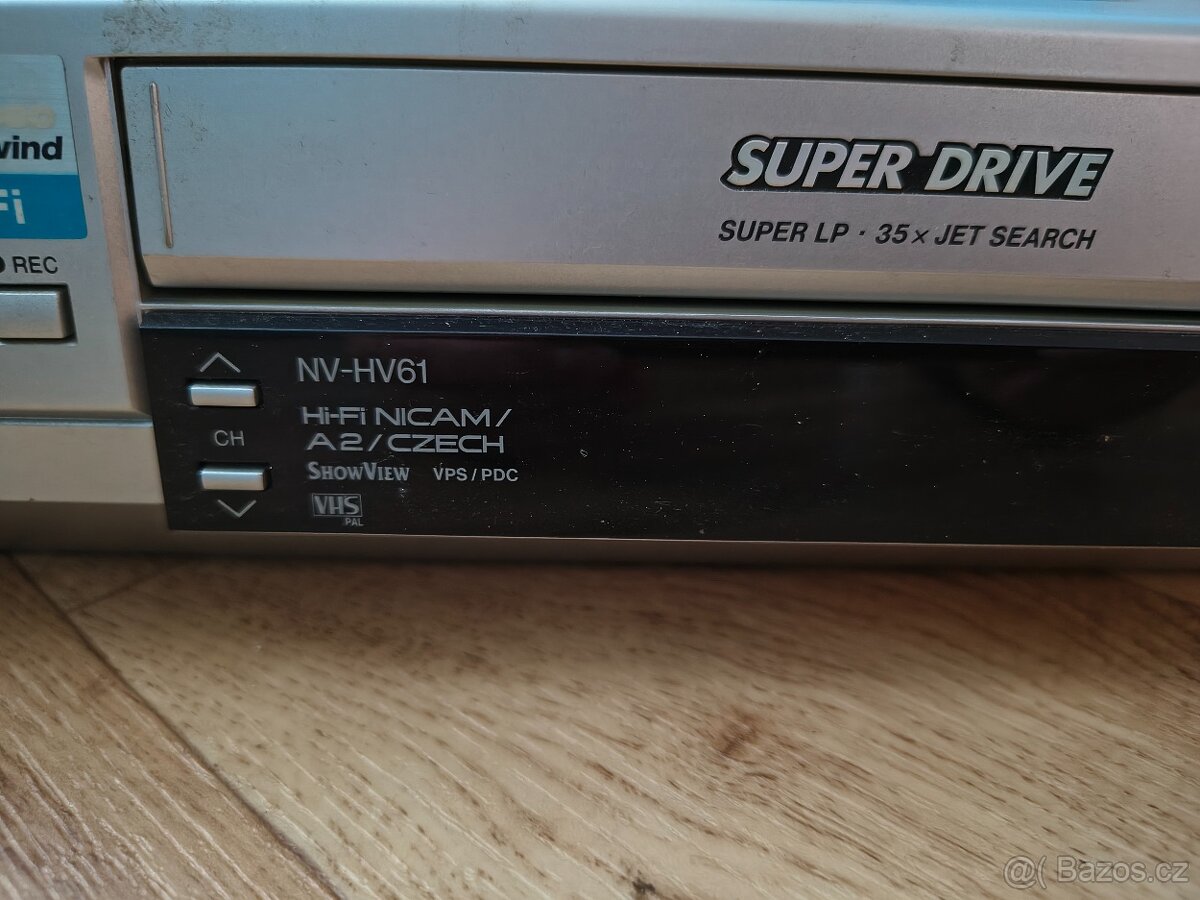 wind
Fi
REC
SUPER DRIVE
SUPER LP · 35x JET SEARCH
NV-HV61
Hi-Fi NICAM/
A2/CZECH
CH
SHOWVIEW VPS/PDC
VHS
PAL
@( Bazos.cz